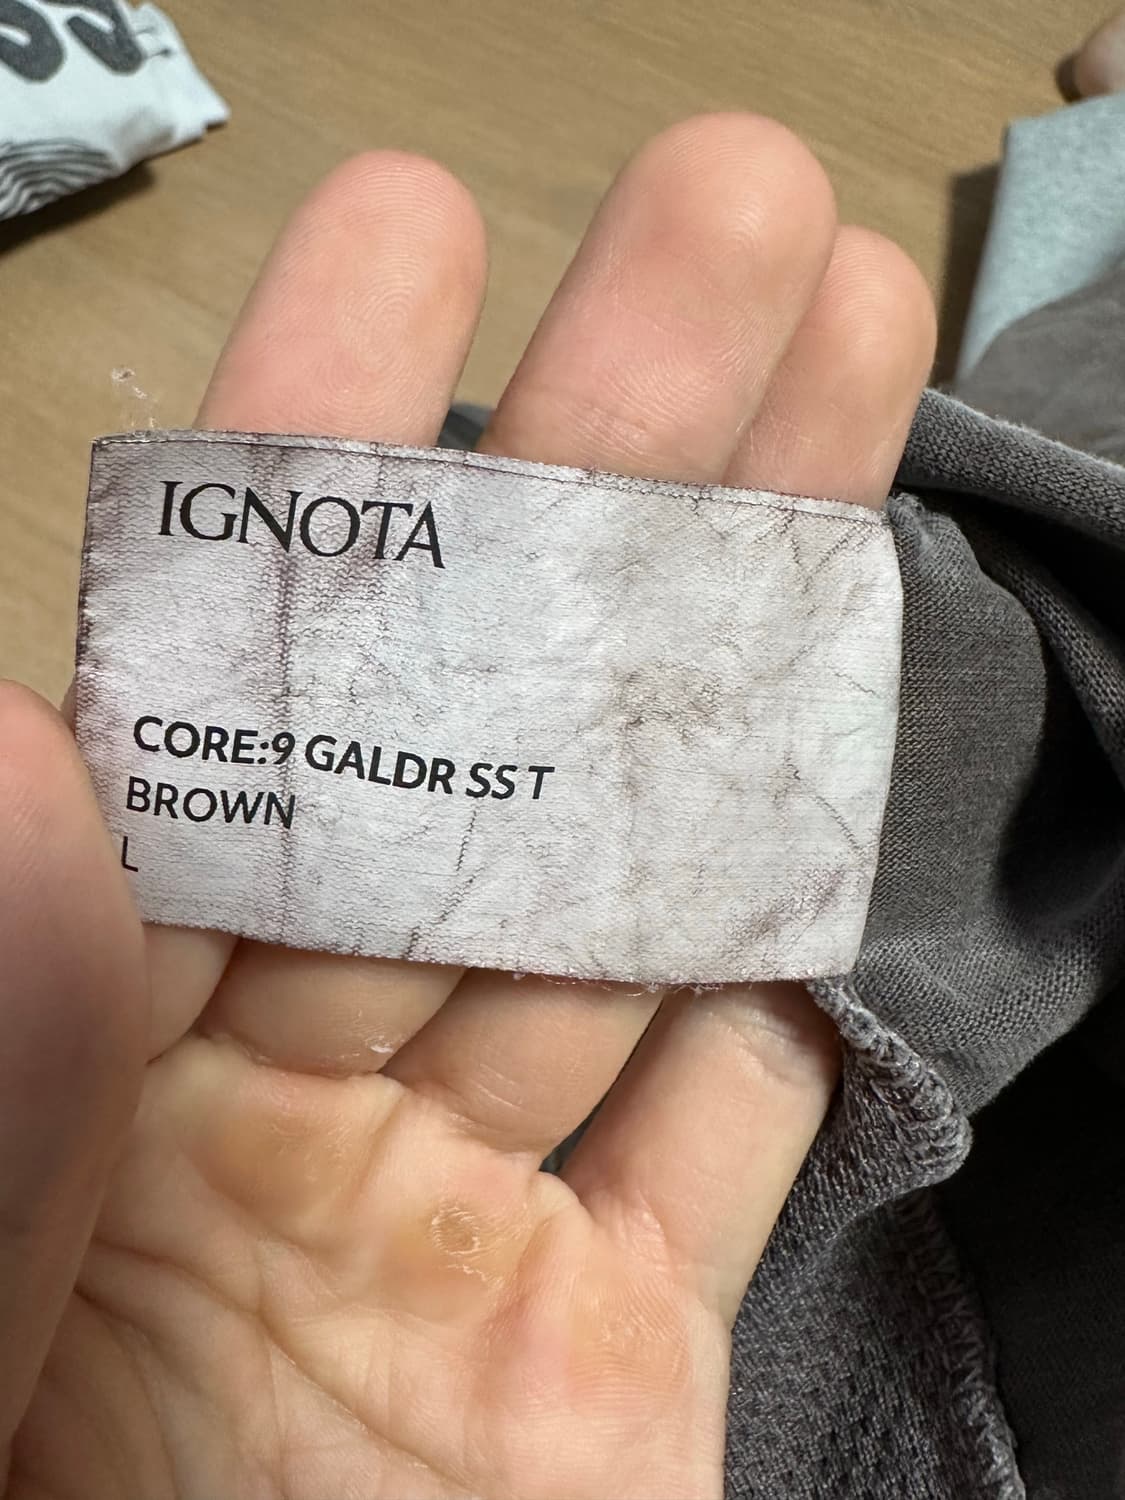 IGNOTA
CORE:9 GALDR SS T
BROWN
L